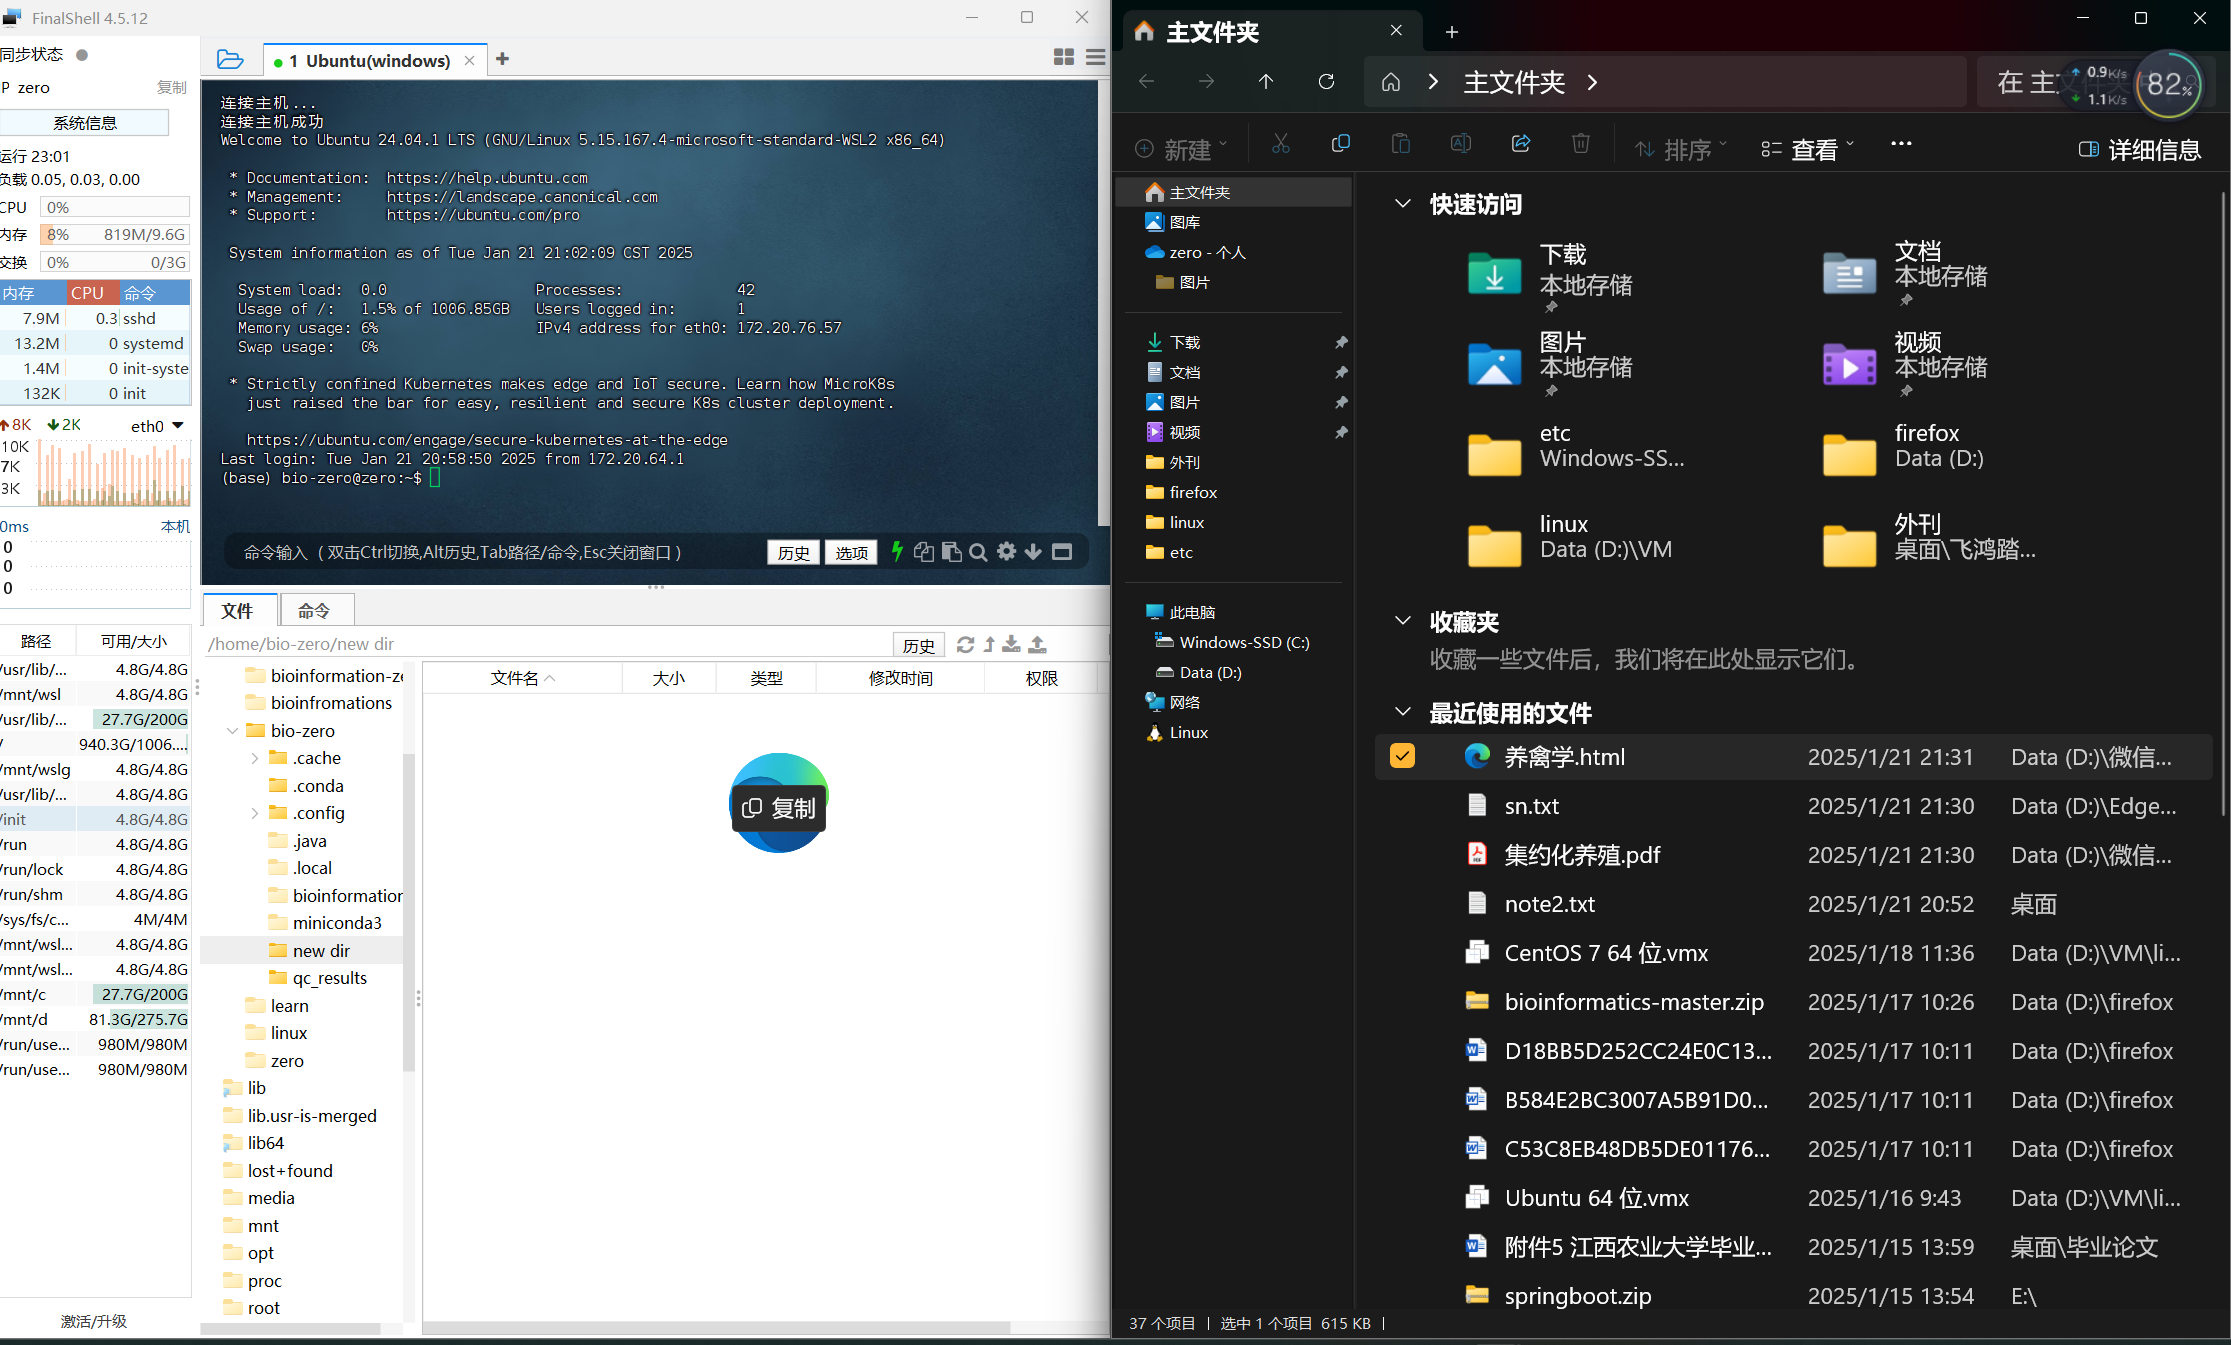 FinalShell 4.5.12
同步状态
P zero
复制
系统信息
运行 23:01
负载 0.05, 0.03, 0.00
CPU 0%
内存 8% 819M/9.6G
交换 0% 0/3G
内存 CPU 命令
7.9M 0.3 sshd
13.2M 0 systemd
1.4M 0 init-syste
132K 0 init
8K 2K eth0
10K
7K
3K
0ms 本机
0
0
0
路径 可用/大小
/usr/lib/... 4.8G/4.8G
/mnt/wsl 4.8G/4.8G
/usr/lib/... 27.7G/200G
/ 940.3G/1006....
/mnt/wslg 4.8G/4.8G
/usr/lib/... 4.8G/4.8G
/init 4.8G/4.8G
/run 4.8G/4.8G
/run/lock 4.8G/4.8G
/run/shm 4.8G/4.8G
/sys/fs/c... 4M/4M
/mnt/wsl... 4.8G/4.8G
/mnt/wsl... 4.8G/4.8G
/mnt/c 27.7G/200G
/mnt/d 81.3G/275.7G
/run/use... 980M/980M
/run/use... 980M/980M
激活/升级
1 Ubuntu(windows)
连接主机...
连接主机成功
Welcome to Ubuntu 24.04.1 LTS (GNU/Linux 5.15.167.4-microsoft-standard-WSL2 x86_64)
* Documentation: https://help.ubuntu.com
* Management: https://landscape.canonical.com
* Support: https://ubuntu.com/pro
System information as of Tue Jan 21 21:02:09 CST 2025
System load: 0.0 Processes: 42
Usage of /: 1.5% of 1006.85GB Users logged in: 1
Memory usage: 6% IPv4 address for eth0: 172.20.76.57
Swap usage: 0%
* Strictly confined Kubernetes makes edge and IoT secure. Learn how MicroK8s
just raised the bar for easy, resilient and secure K8s cluster deployment.
https://ubuntu.com/engage/secure-kubernetes-at-the-edge
Last login: Tue Jan 21 20:58:50 2025 from 172.20.64.1
(base) bio-zero@zero:~$
命令输入 (双击Ctrl切换,Alt历史,Tab路径/命令,Esc关闭窗口)
历史 选项
文件 命令
/home/bio-zero/new dir
历史
bioinformation-ze
bioinfromations
bio-zero
.cache
.conda
.config
.java
.local
bioinformation
miniconda3
new dir
qc_results
learn
linux
zero
lib
lib.usr-is-merged
lib64
lost+found
media
mnt
opt
proc
root
文件名 大小 类型 修改时间 权限
复制
主文件夹
主文件夹
在 主文件夹
0.9K/s
1.1K/s
82%
新建 排序 查看 详细信息
主文件夹
图库
zero - 个人
图片
下载
文档
图片
视频
外刊
firefox
linux
etc
此电脑
Windows-SSD (C:)
Data (D:)
网络
Linux
快速访问
下载
本地存储
文档
本地存储
图片
本地存储
视频
本地存储
etc
Windows-SS...
firefox
Data (D:)
linux
Data (D:)\VM
外刊
桌面\飞鸿踏...
收藏夹
收藏一些文件后，我们将在此处显示它们。
最近使用的文件
养禽学.html 2025/1/21 21:31 Data (D:)\微信...
sn.txt 2025/1/21 21:30 Data (D:)\Edge...
集约化养殖.pdf 2025/1/21 21:30 Data (D:)\微信...
note2.txt 2025/1/21 20:52 桌面
CentOS 7 64 位.vmx 2025/1/18 11:36 Data (D:)\VM\li...
bioinformatics-master.zip 2025/1/17 10:26 Data (D:)\firefox
D18BB5D252CC24E0C13... 2025/1/17 10:11 Data (D:)\firefox
B584E2BC3007A5B91D0... 2025/1/17 10:11 Data (D:)\firefox
C53C8EB48DB5DE01176... 2025/1/17 10:11 Data (D:)\firefox
Ubuntu 64 位.vmx 2025/1/16 9:43 Data (D:)\VM\li...
附件5 江西农业大学毕业... 2025/1/15 13:59 桌面\毕业论文
springboot.zip 2025/1/15 13:54 E:\
37 个项目 | 选中 1 个项目 615 KB |